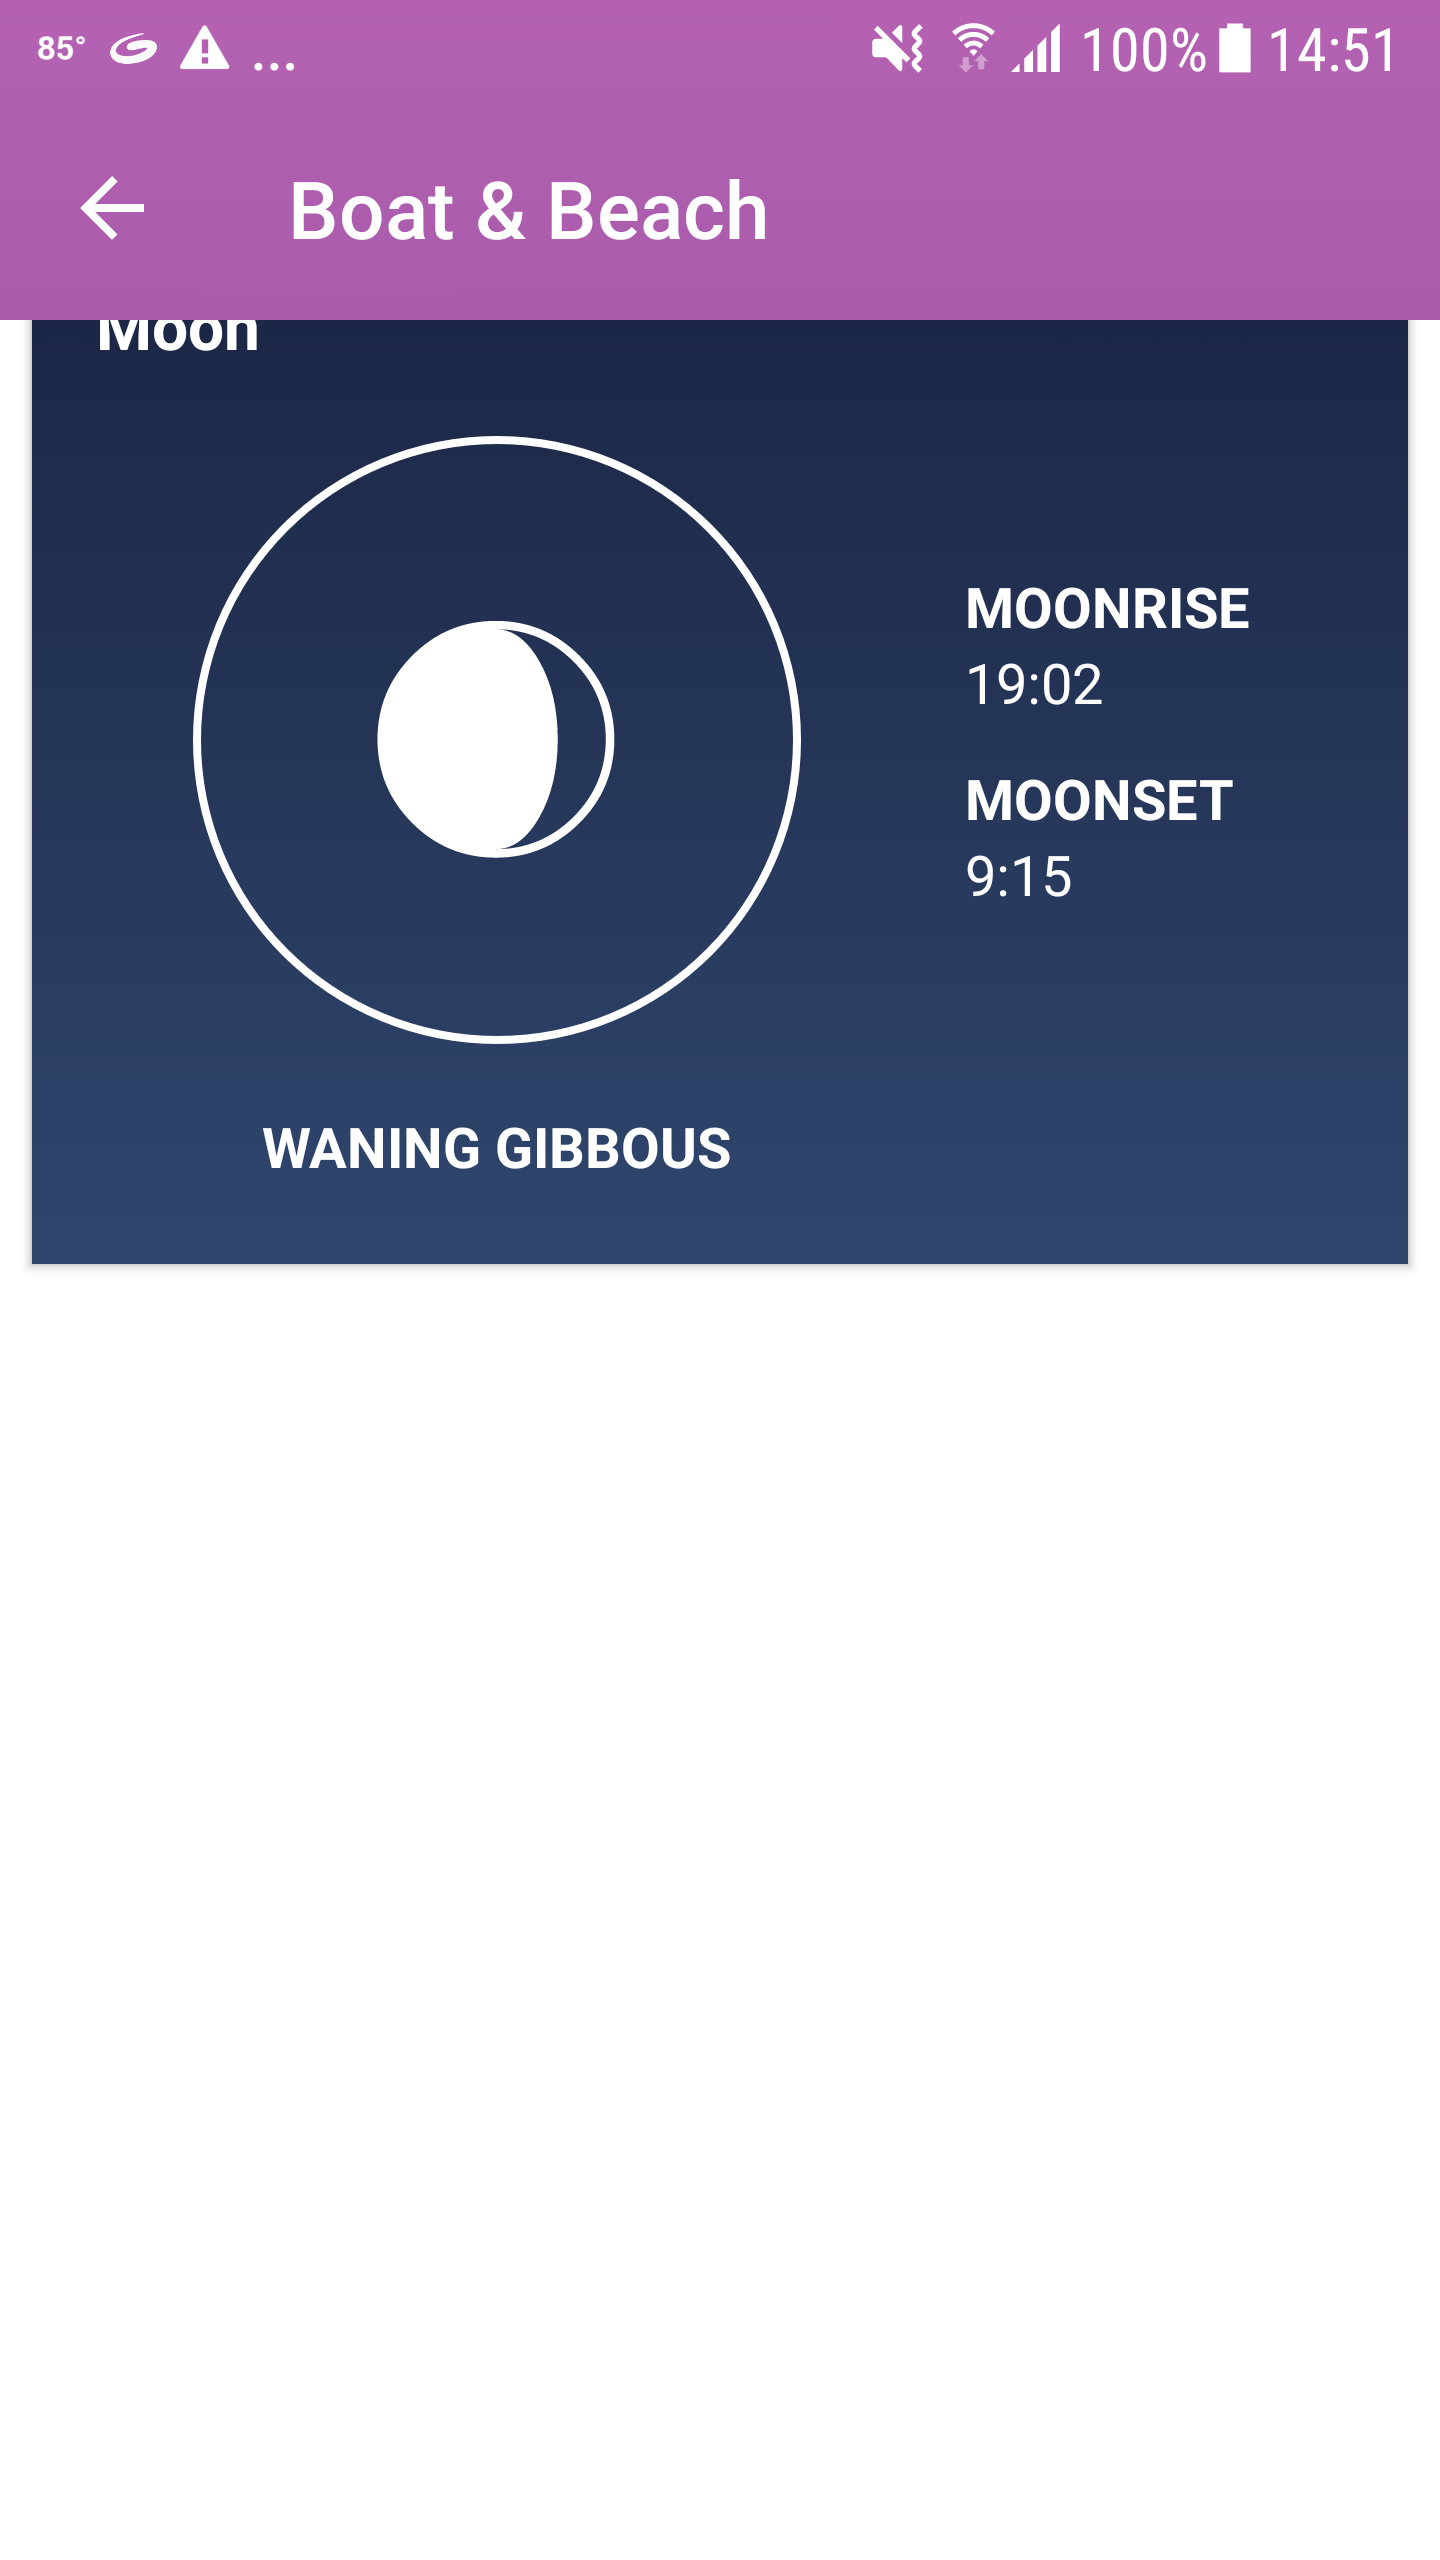 85° ... 100% 14:51
Boat & Beach
Moon
MOONRISE
19:02
MOONSET
9:15
WANING GIBBOUS